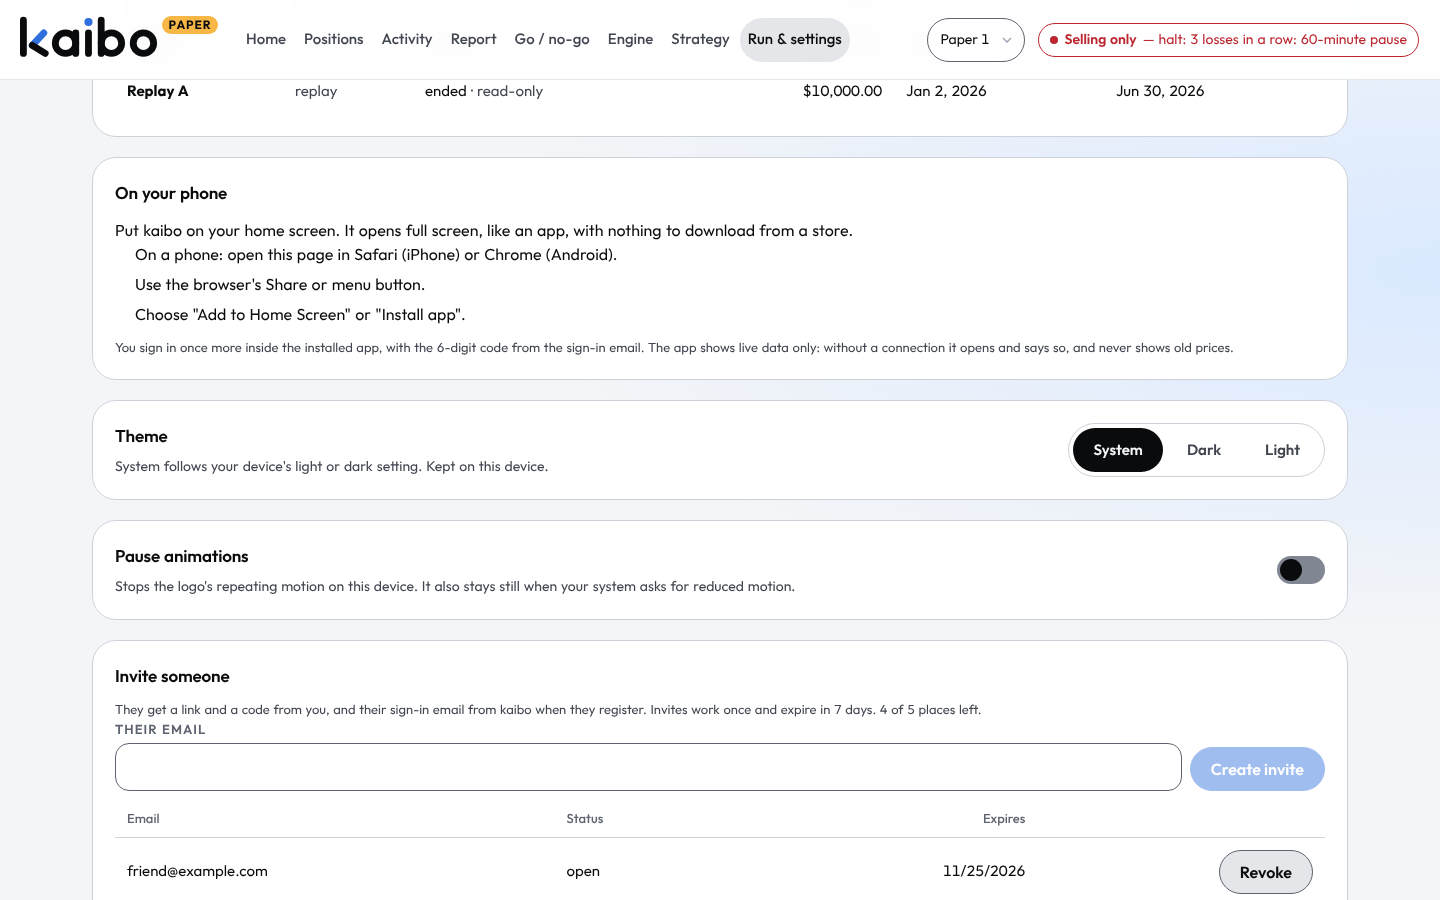 kaibo PAPER Home Positions Activity Report Go / no-go Engine Strategy Run & settings Paper 1 Selling only — halt: 3 losses in a row: 60-minute pause
Replay A replay ended · read-only $10,000.00 Jan 2, 2026 Jun 30, 2026
On your phone
Put kaibo on your home screen. It opens full screen, like an app, with nothing to download from a store.
On a phone: open this page in Safari (iPhone) or Chrome (Android).
Use the browser's Share or menu button.
Choose "Add to Home Screen" or "Install app".
You sign in once more inside the installed app, with the 6-digit code from the sign-in email. The app shows live data only: without a connection it opens and says so, and never shows old prices.
Theme
System follows your device's light or dark setting. Kept on this device.
System Dark Light
Pause animations
Stops the logo's repeating motion on this device. It also stays still when your system asks for reduced motion.
Invite someone
They get a link and a code from you, and their sign-in email from kaibo when they register. Invites work once and expire in 7 days. 4 of 5 places left.
THEIR EMAIL
Create invite
Email Status Expires
friend@example.com open 11/25/2026 Revoke